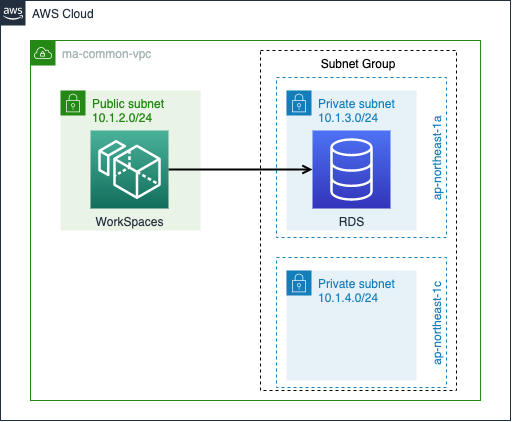 aws
AWS Cloud
ma-common-vpc
Subnet Group
Public subnet
10.1.2.0/24
WorkSpaces
Private subnet
10.1.3.0/24
RDS
ap-northeast-1a
Private subnet
10.1.4.0/24
ap-northeast-1c